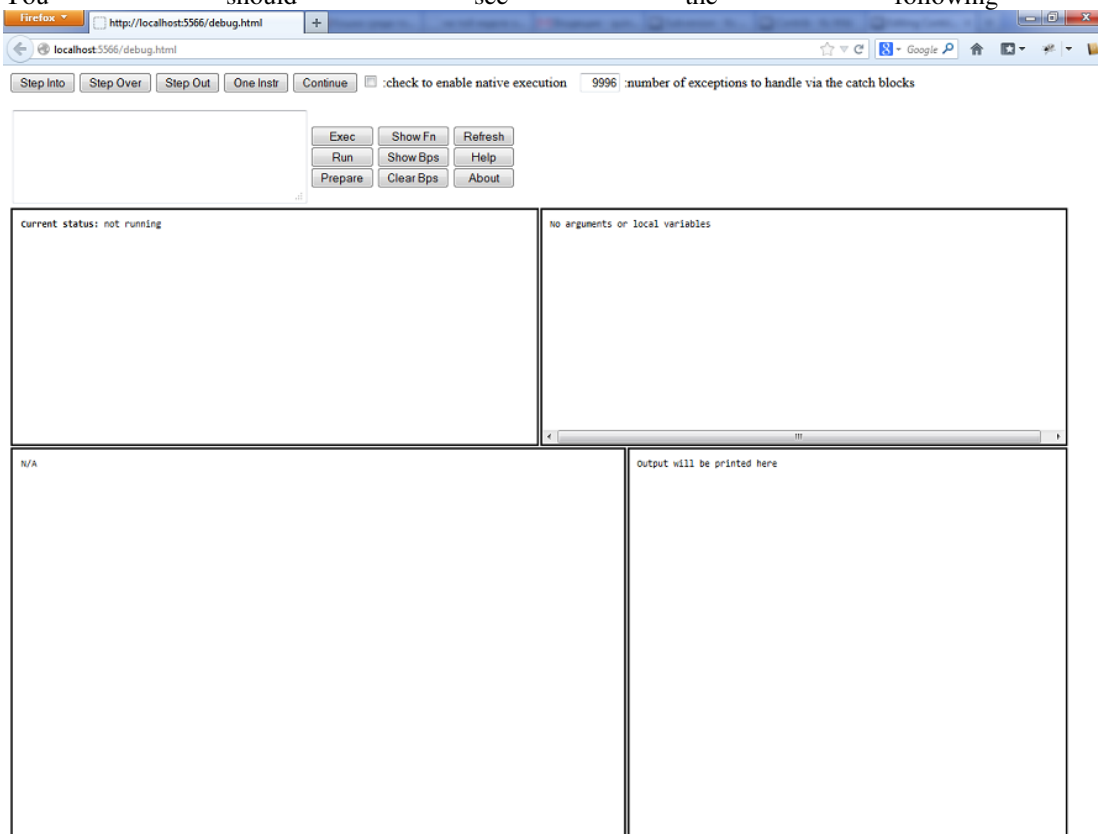 You should see the following
Firefox
http://localhost:5566/debug.html
localhost:5566/debug.html
Google
Step Into Step Over Step Out One Instr Continue :check to enable native execution 9996 :number of exceptions to handle via the catch blocks
Exec Show Fn Refresh
Run Show Bps Help
Prepare Clear Bps About
Current status: not running
No arguments or local variables
N/A
Output will be printed here